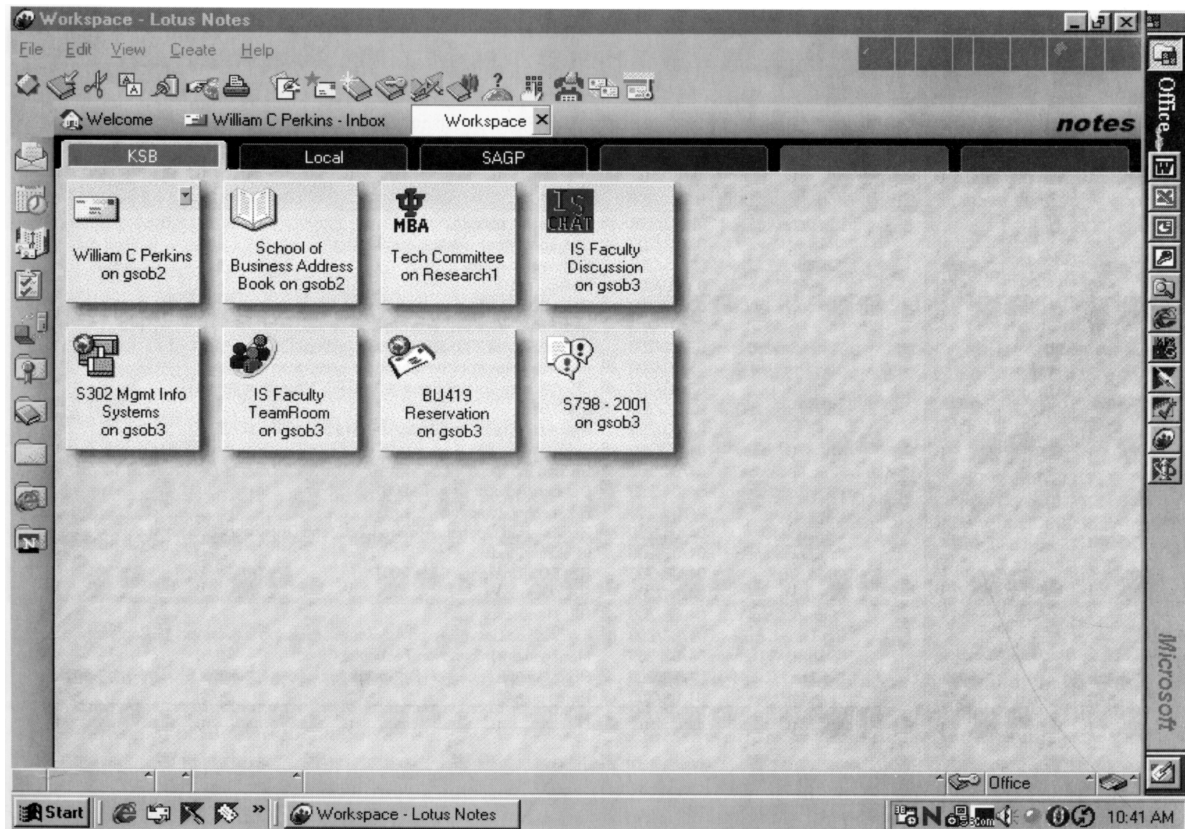 Workspace - Lotus Notes
File Edit View Create Help
Welcome William C Perkins - Inbox Workspace
notes
KSB Local SAGP
William C Perkins
on gsob2
School of
Business Address
Book on gsob2
MBA
Tech Committee
on Research1
IS
CHAT
IS Faculty
Discussion
on gsob3
S302 Mgmt Info
Systems
on gsob3
IS Faculty
TeamRoom
on gsob3
BU419
Reservation
on gsob3
S798 - 2001
on gsob3
Office
Microsoft
Office
Start Workspace - Lotus Notes 10:41 AM